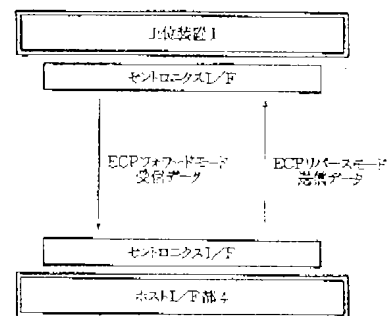 上位装置1
セントロニクスI/F
ECPフォワードモード
受信データ
ECPリバースモード
送信データ
セントロニクスI/F
ホストI/F部4